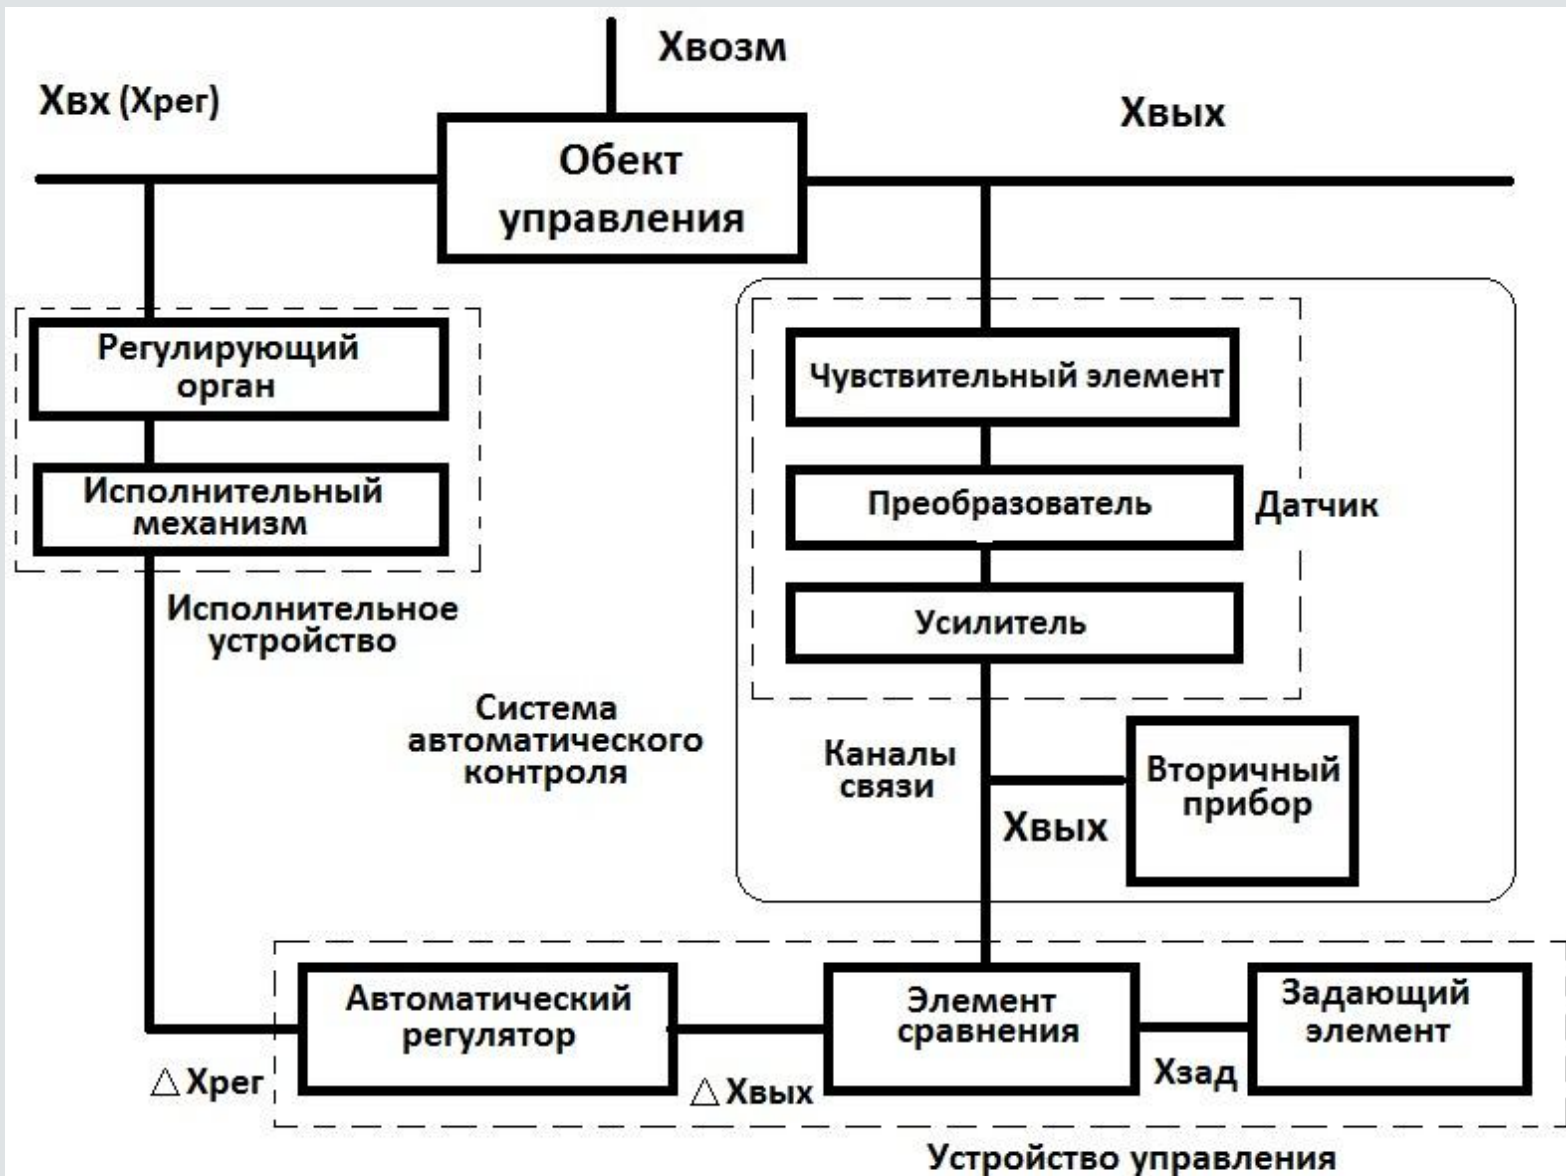 Хвозм
Хвх (Хрег)
Хвых
Обект
управления
Регулирующий
орган
Исполнительный
механизм
Исполнительное
устройство
Чувствительный элемент
Преобразователь
Датчик
Усилитель
Система
автоматического
контроля
Каналы
связи
Вторичный
прибор
Хвых
Автоматический
регулятор
Элемент
сравнения
Задающий
элемент
△ Хрег
△ Хвых
Хзад
Устройство управления